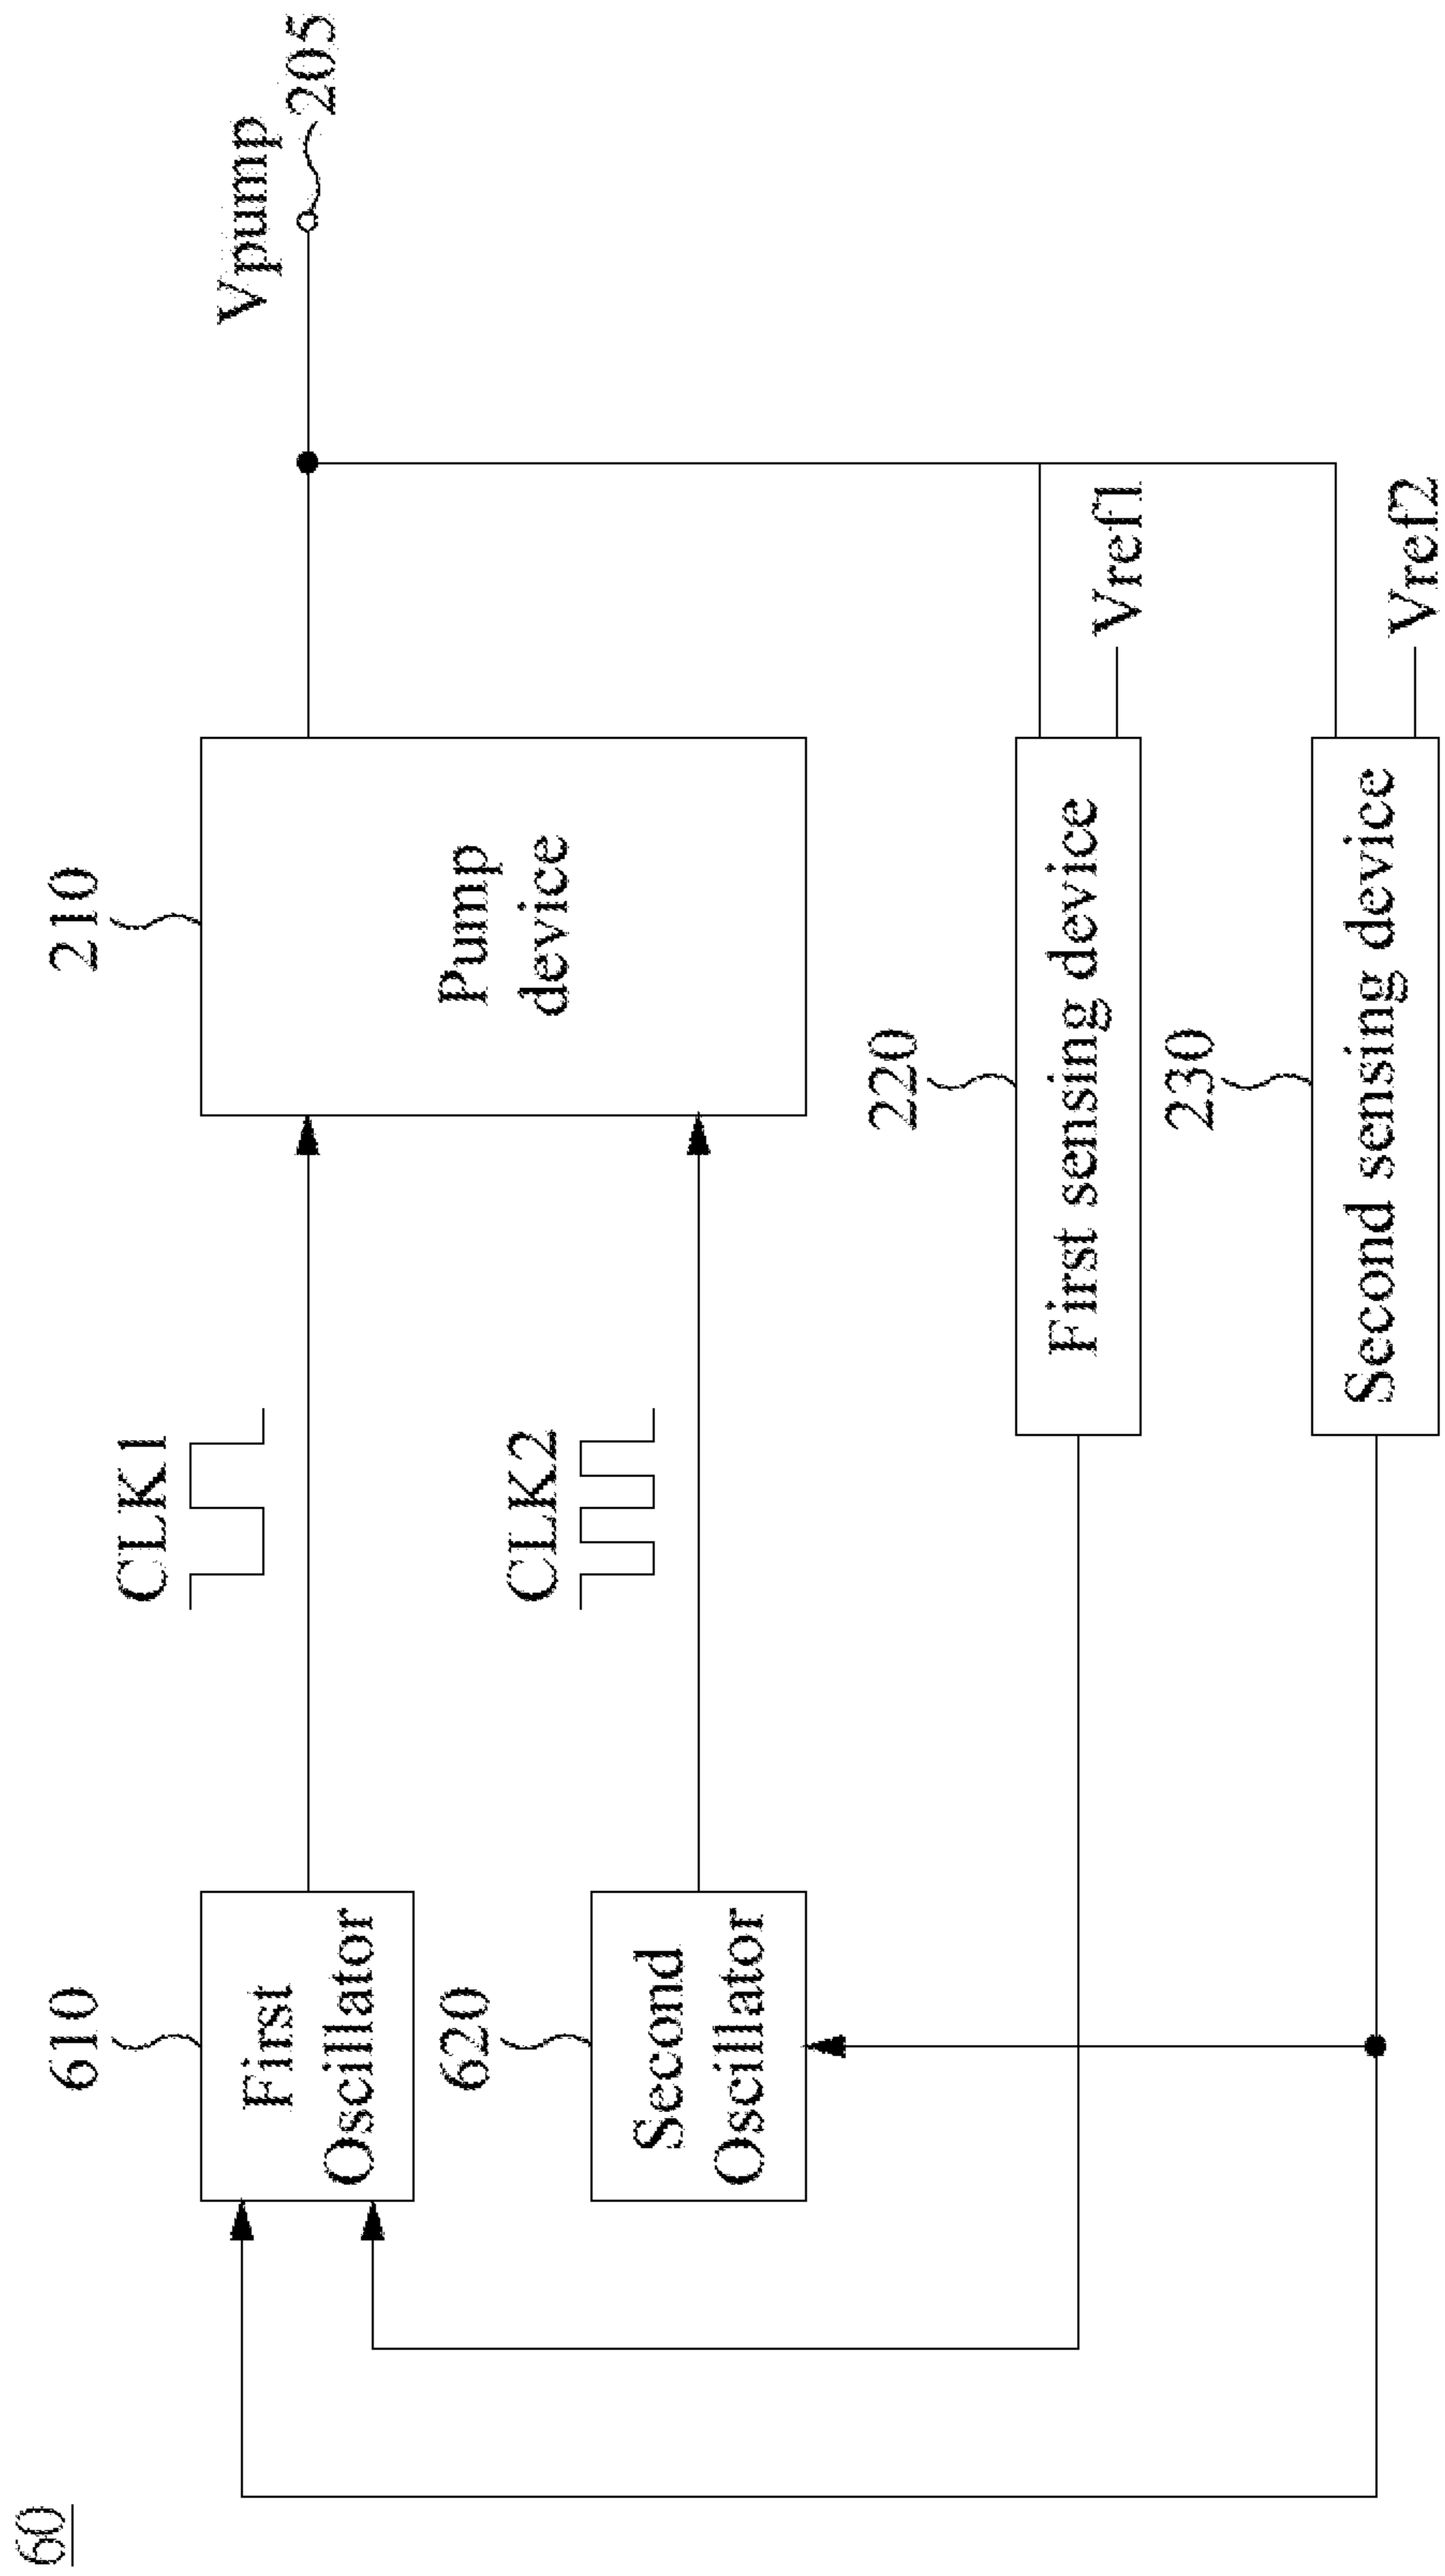 60
610
First
Oscillator
CLK1
210
Pump
device
Vpump
205
620
Second
Oscillator
CLK2
220
First sensing device
Vref1
230
Second sensing device
Vref2